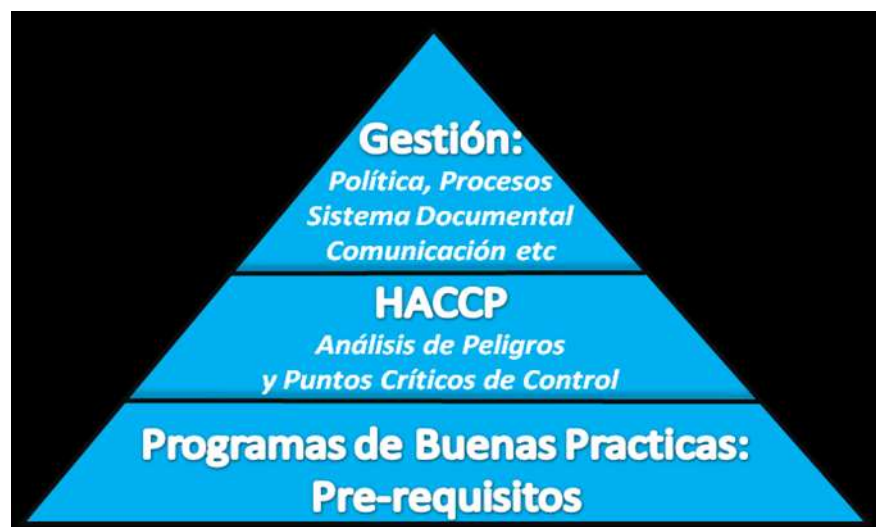 Gestión:
Política, Procesos
Sistema Documental
Comunicación etc
HACCP
Análisis de Peligros
y Puntos Críticos de Control
Programas de Buenas Practicas:
Pre-requisitos